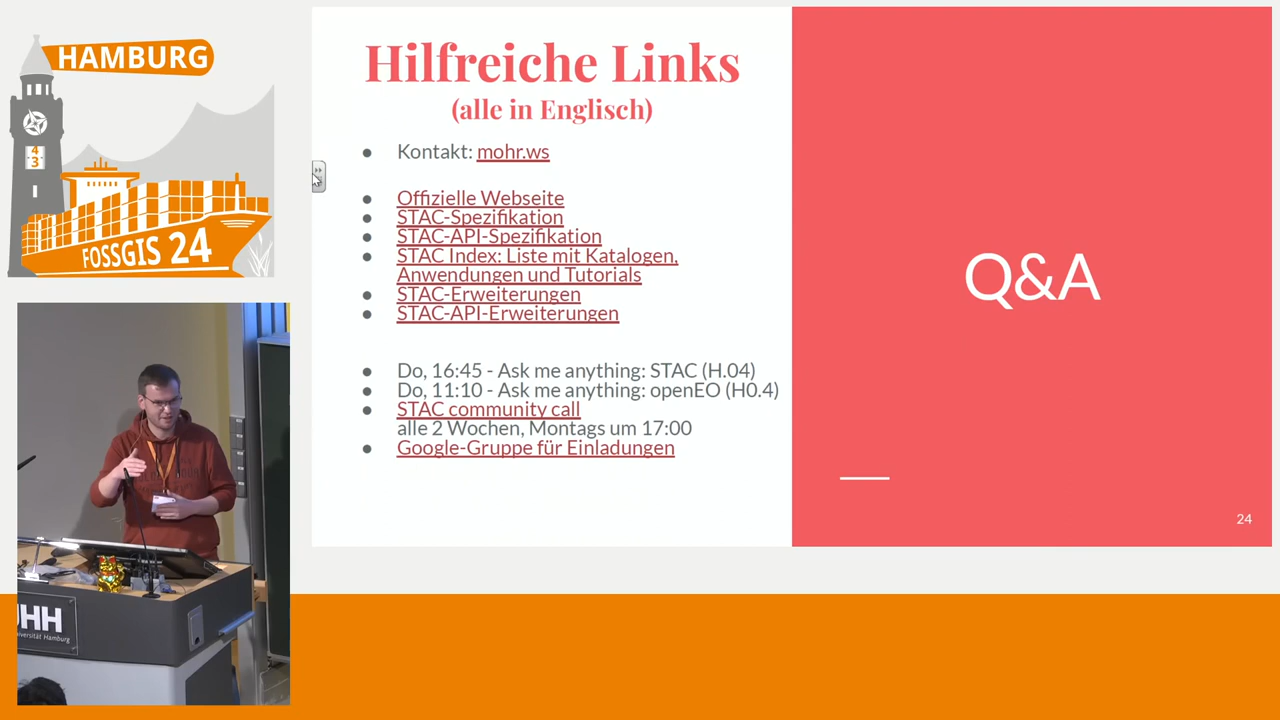 HAMBURG
4
3
FOSSGIS 24
Hilfreiche Links
(alle in Englisch)
● Kontakt: mohr.ws
● Offizielle Webseite
● STAC-Spezifikation
● STAC-API-Spezifikation
● STAC Index: Liste mit Katalogen,
Anwendungen und Tutorials
● STAC-Erweiterungen
● STAC-API-Erweiterungen
● Do, 16:45 - Ask me anything: STAC (H.04)
● Do, 11:10 - Ask me anything: openEO (H0.4)
● STAC community call
alle 2 Wochen, Montags um 17:00
● Google-Gruppe für Einladungen
Q&A
24
UHH
Universität Hamburg